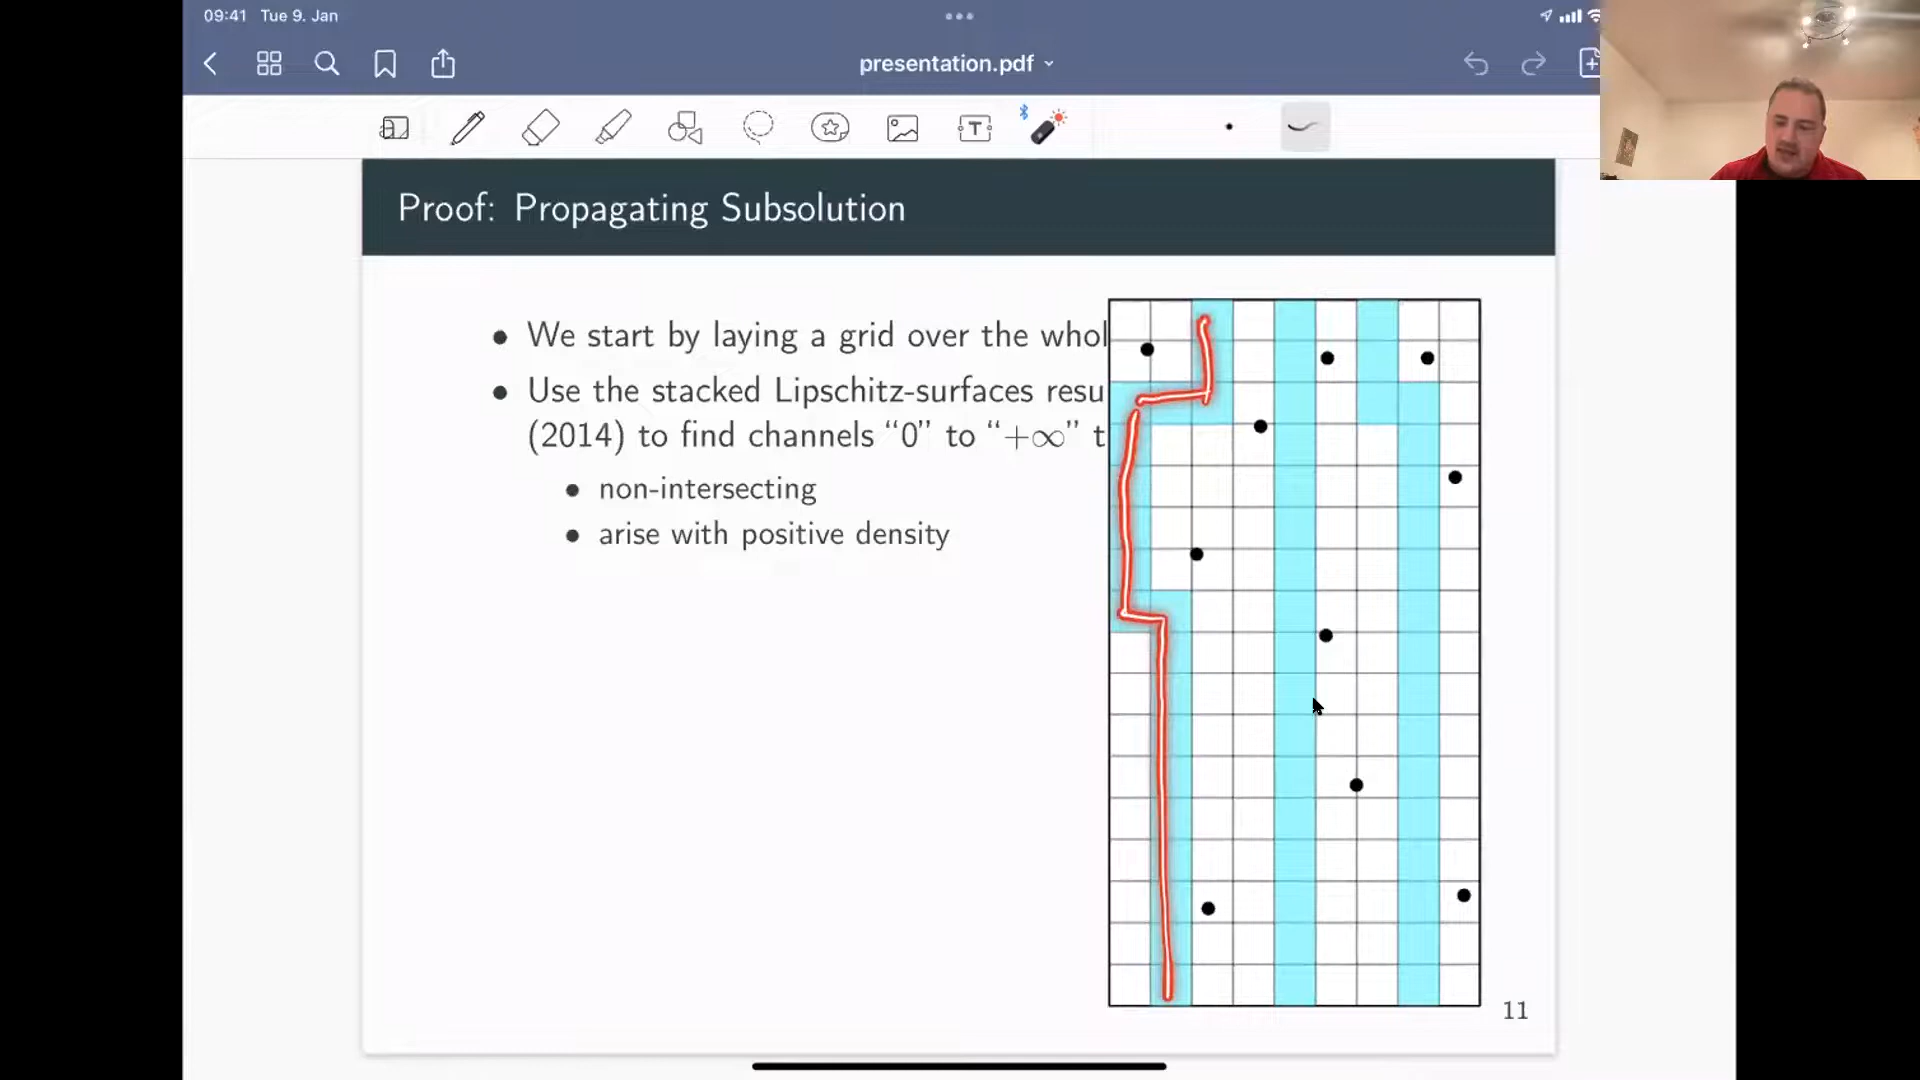 09:41 Tue 9. Jan
presentation.pdf
T
Proof: Propagating Subsolution
• We start by laying a grid over the whol
• Use the stacked Lipschitz-surfaces resu
(2014) to find channels “0” to “+∞” t
• non-intersecting
• arise with positive density
11